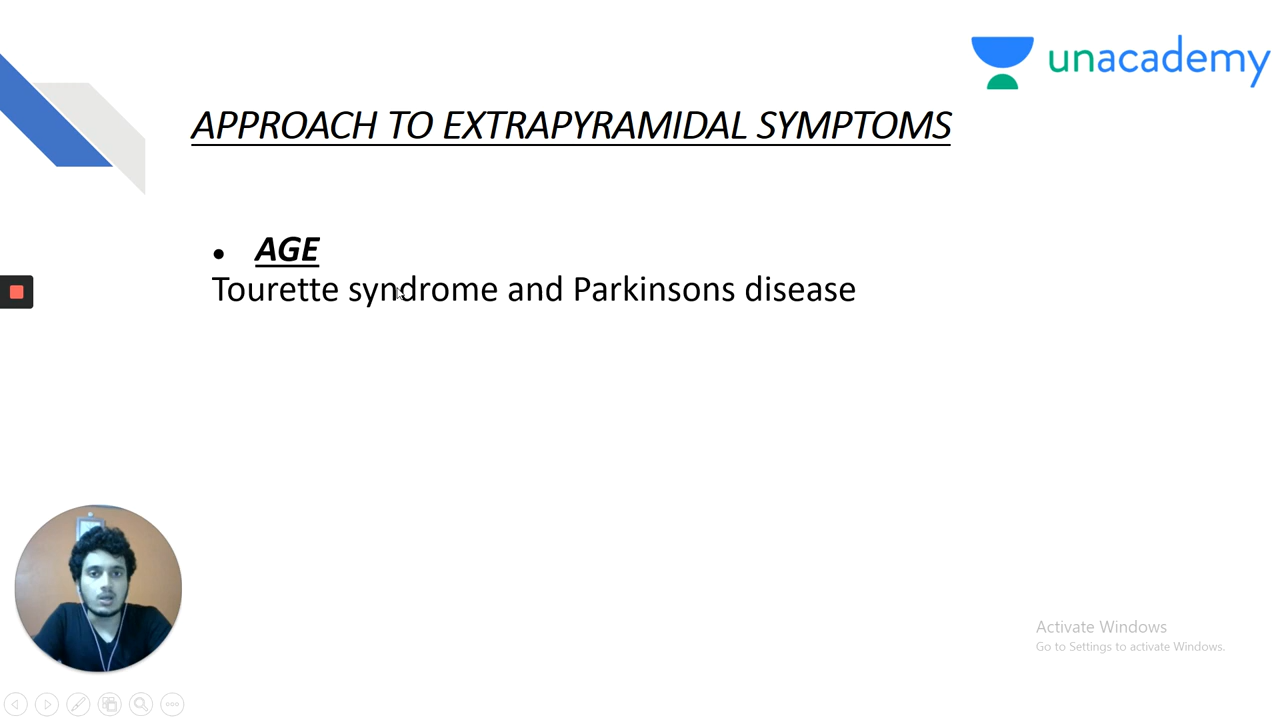 unacademy
APPROACH TO EXTRAPYRAMIDAL SYMPTOMS
• AGE
Tourette syndrome and Parkinsons disease
Activate Windows
Go to Settings to activate Windows.